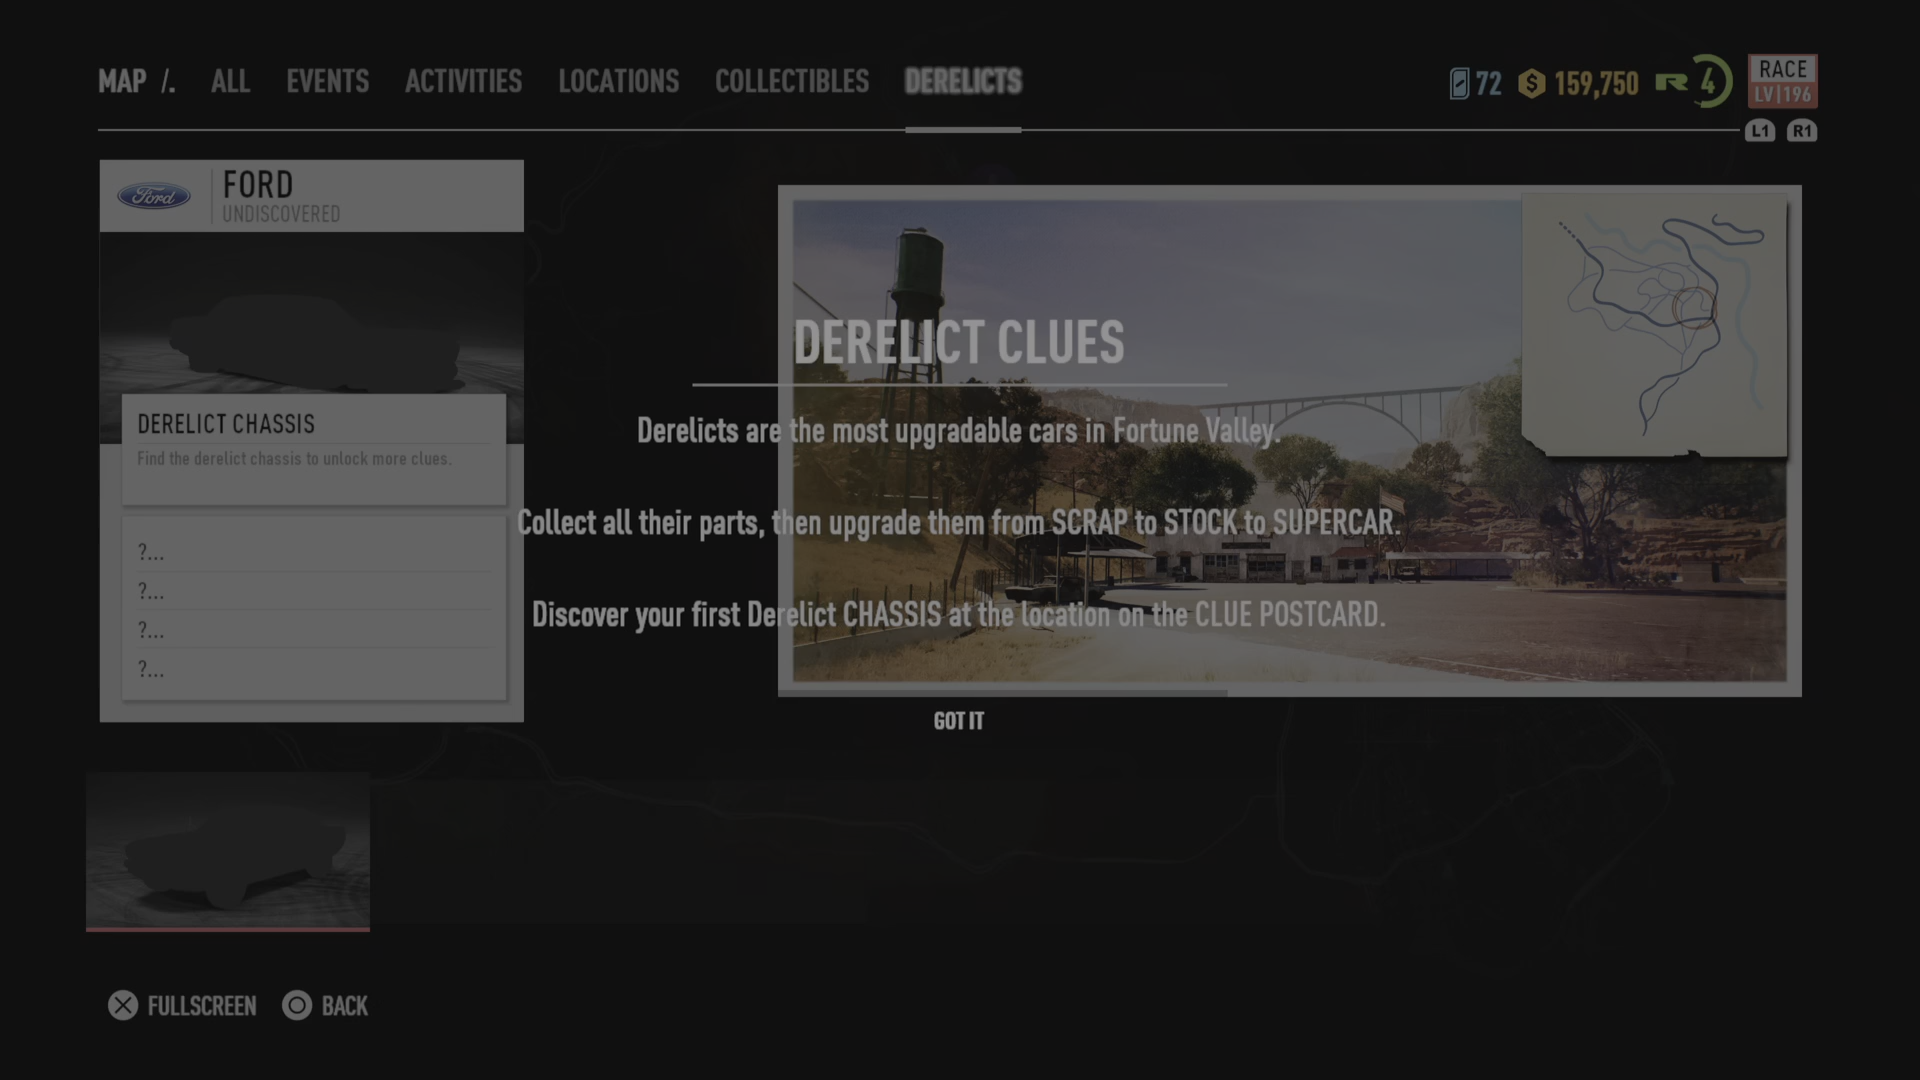 MAP /. ALL EVENTS ACTIVITIES LOCATIONS COLLECTIBLES DERELICTS
72 159,750 R 4 RACE
LV|196
L1 R1
Ford FORD
UNDISCOVERED
DERELICT CHASSIS
Find the derelict chassis to unlock more clues.
?...
?...
?...
?...
DERELICT CLUES
Derelicts are the most upgradable cars in Fortune Valley.
Collect all their parts, then upgrade them from SCRAP to STOCK to SUPERCAR.
Discover your first Derelict CHASSIS at the location on the CLUE POSTCARD.
GOT IT
FULLSCREEN BACK